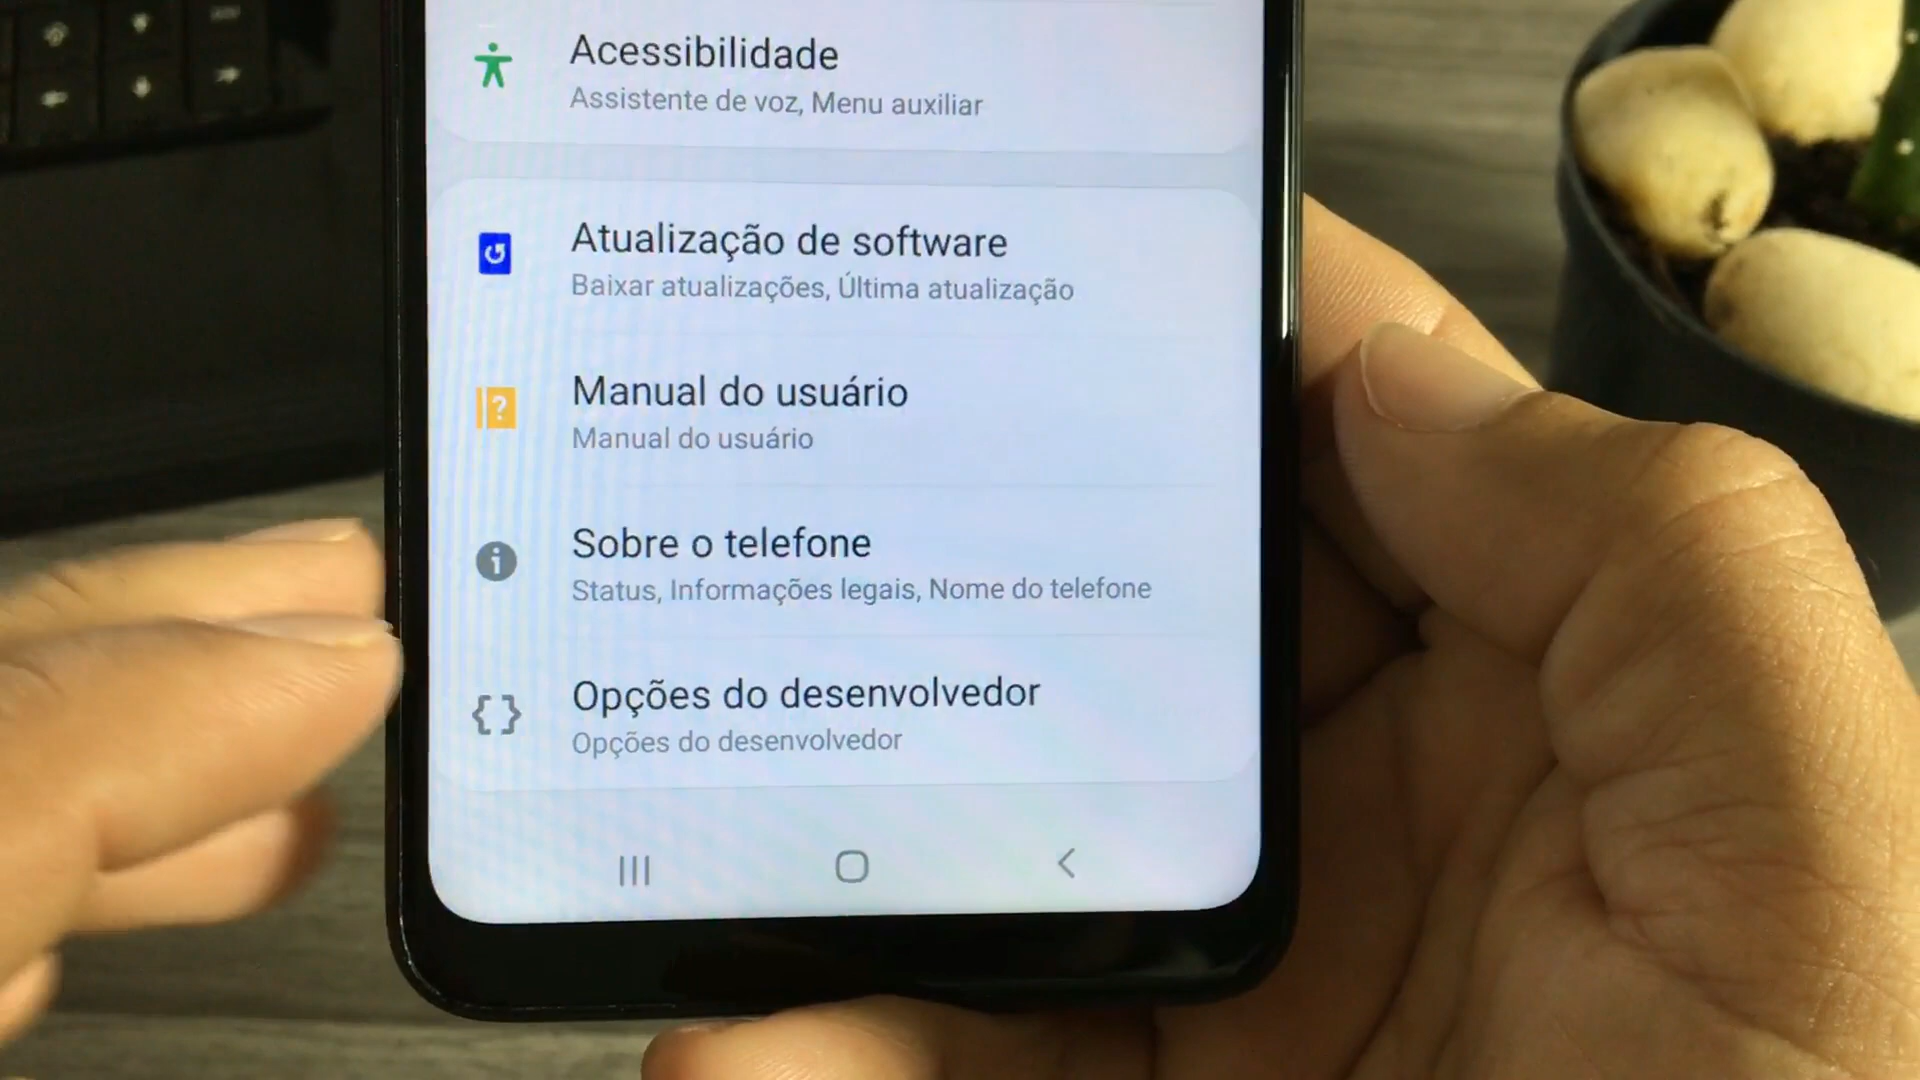 Acessibilidade
Assistente de voz, Menu auxiliar
Atualização de software
Baixar atualizações, Última atualização
Manual do usuário
Manual do usuário
Sobre o telefone
Status, Informações legais, Nome do telefone
Opções do desenvolvedor
Opções do desenvolvedor